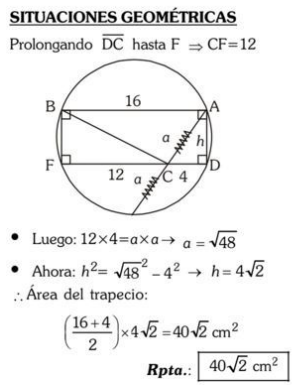 SITUACIONES GEOMÉTRICAS
Prolongando DC hasta F ⇒ CF=12
B 16 A
a h
F 12 a C 4 D
• Luego: 12×4=a×a→ a = √48
• Ahora: h²= √48² – 4² → h=4√2
∴ Área del trapecio:
((16+4)/2)×4√2=40√2 cm²
Rpta.: 40√2 cm²